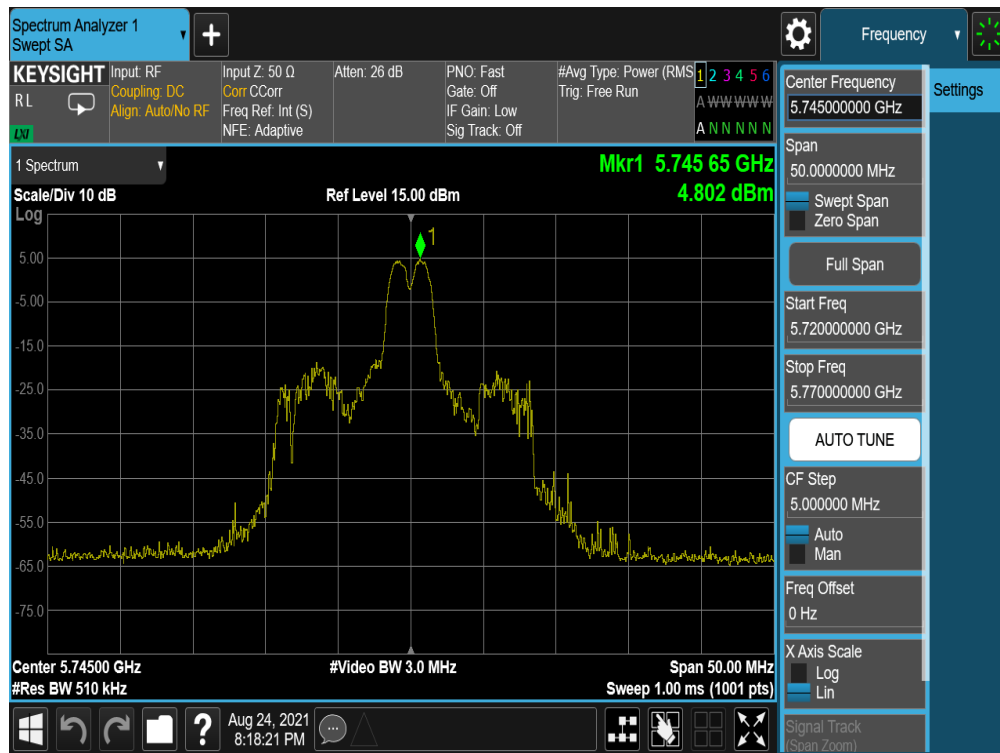 Spectrum Analyzer 1
Swept SA
+
Frequency
KEYSIGHT
RL
LXI
Input: RF
Coupling: DC
Align: Auto/No RF
Input Z: 50 Ω
Corr CCorr
Freq Ref: Int (S)
NFE: Adaptive
Atten: 26 dB
PNO: Fast
Gate: Off
IF Gain: Low
Sig Track: Off
#Avg Type: Power (RMS
Trig: Free Run
1 2 3 4 5 6
A W W W W W
A N N N N N
1 Spectrum
Mkr1 5.745 65 GHz
4.802 dBm
Scale/Div 10 dB
Ref Level 15.00 dBm
Log
1
5.00
-5.00
-15.0
-25.0
-35.0
-45.0
-55.0
-65.0
-75.0
Center 5.74500 GHz
#Video BW 3.0 MHz
Span 50.00 MHz
#Res BW 510 kHz
Sweep 1.00 ms (1001 pts)
Center Frequency
5.745000000 GHz
Settings
Span
50.0000000 MHz
Swept Span
Zero Span
Full Span
Start Freq
5.720000000 GHz
Stop Freq
5.770000000 GHz
AUTO TUNE
CF Step
5.000000 MHz
Auto
Man
Freq Offset
0 Hz
X Axis Scale
Log
Lin
Signal Track
(Span Zoom)
?
Aug 24, 2021
8:18:21 PM